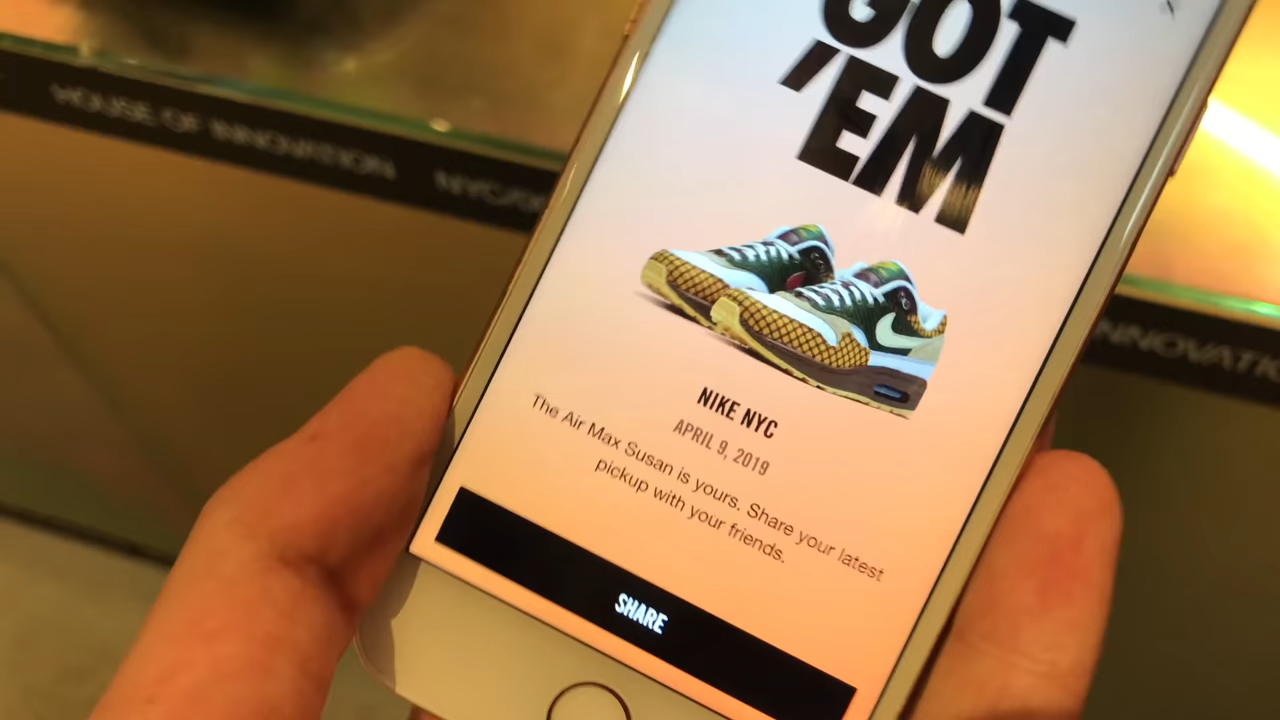 GOT
'EM
NIKE NYC
APRIL 9, 2019
The Air Max Susan is yours. Share your latest
pickup with your friends.
SHARE
HOUSE OF INNOVATION